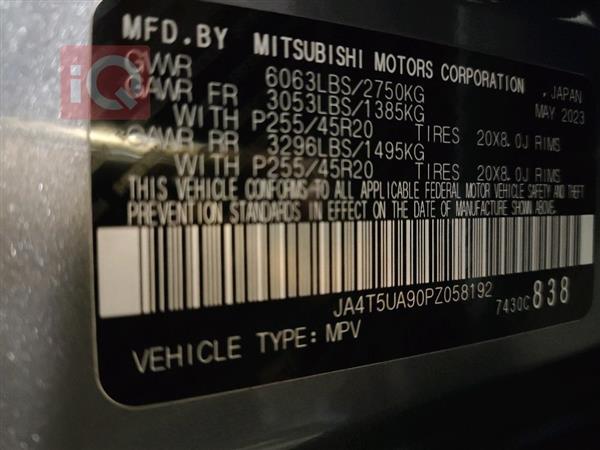 MFD.BY MITSUBISHI MOTORS CORPORATION , JAPAN
GVWR 6063LBS/2750KG MAY 2023
GAWR FR 3053LBS/1385KG
WITH P255/45R20 TIRES 20X8.0J RIMS
GAWR RR 3296LBS/1495KG
WITH P255/45R20 TIRES 20X8.0J RIMS
THIS VEHICLE CONFORMS TO ALL APPLICABLE FEDERAL MOTOR VEHICLE SAFETY AND THEFT
PREVENTION STANDARDS IN EFFECT ON THE DATE OF MANUFACTURE SHOWN ABOVE.
JA4T5UA90PZ058192
7430C 838
VEHICLE TYPE: MPV
iQ